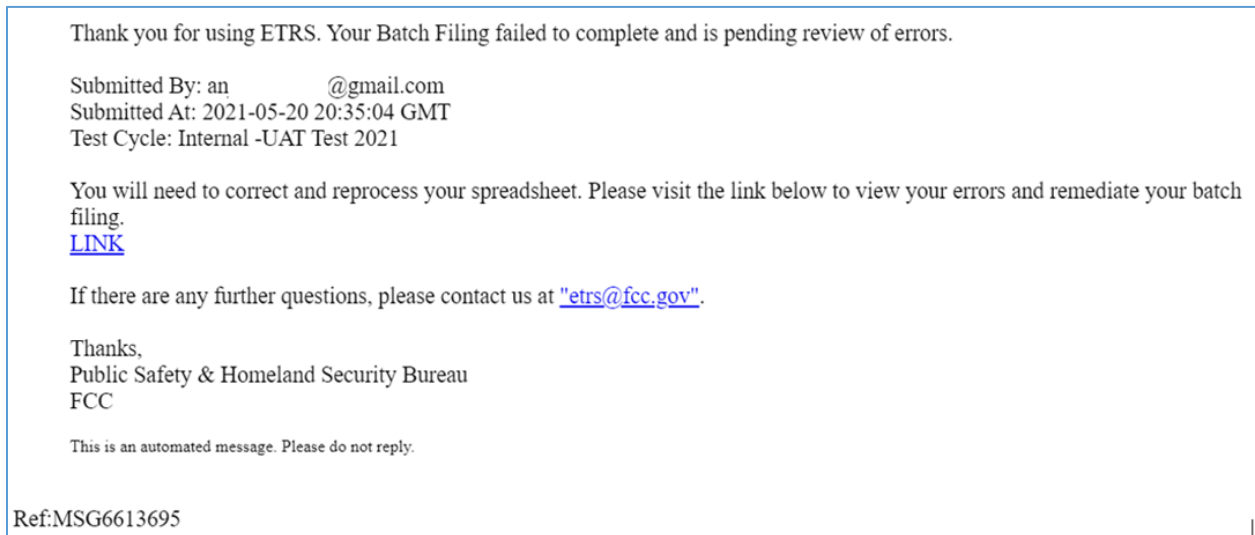 Thank you for using ETRS. Your Batch Filing failed to complete and is pending review of errors.
Submitted By: an @gmail.com
Submitted At: 2021-05-20 20:35:04 GMT
Test Cycle: Internal -UAT Test 2021
You will need to correct and reprocess your spreadsheet. Please visit the link below to view your errors and remediate your batch
filing.
LINK
If there are any further questions, please contact us at "etrs@fcc.gov".
Thanks,
Public Safety & Homeland Security Bureau
FCC
This is an automated message. Please do not reply.
Ref:MSG6613695